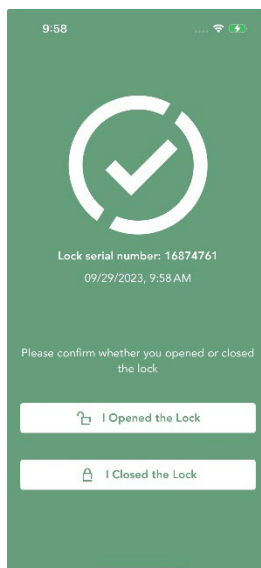 9:58
Lock serial number: 16874761
09/29/2023, 9:58 AM
Please confirm whether you opened or closed
the lock
I Opened the Lock
I Closed the Lock